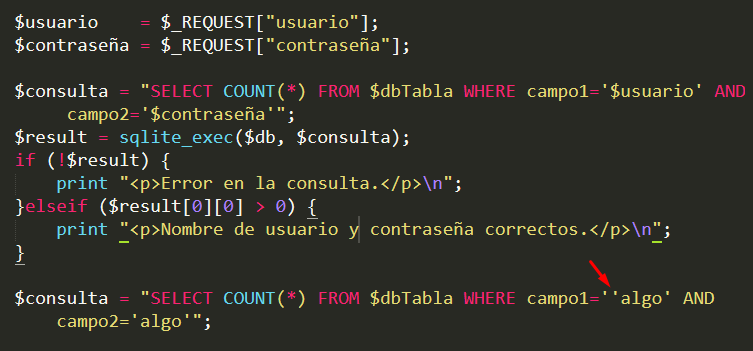 $usuario    = $_REQUEST["usuario"];
$contraseña = $_REQUEST["contraseña"];
$consulta = "SELECT COUNT(*) FROM $dbTabla WHERE campo1='$usuario' AND
campo2='$contraseña'";
$result = sqlite_exec($db, $consulta);
if (!$result) {
    print "<p>Error en la consulta.</p>\n";
}elseif ($result[0][0] > 0) {
    print "<p>Nombre de usuario y contraseña correctos.</p>\n";
}
$consulta = "SELECT COUNT(*) FROM $dbTabla WHERE campo1=''algo' AND
campo2='algo'";